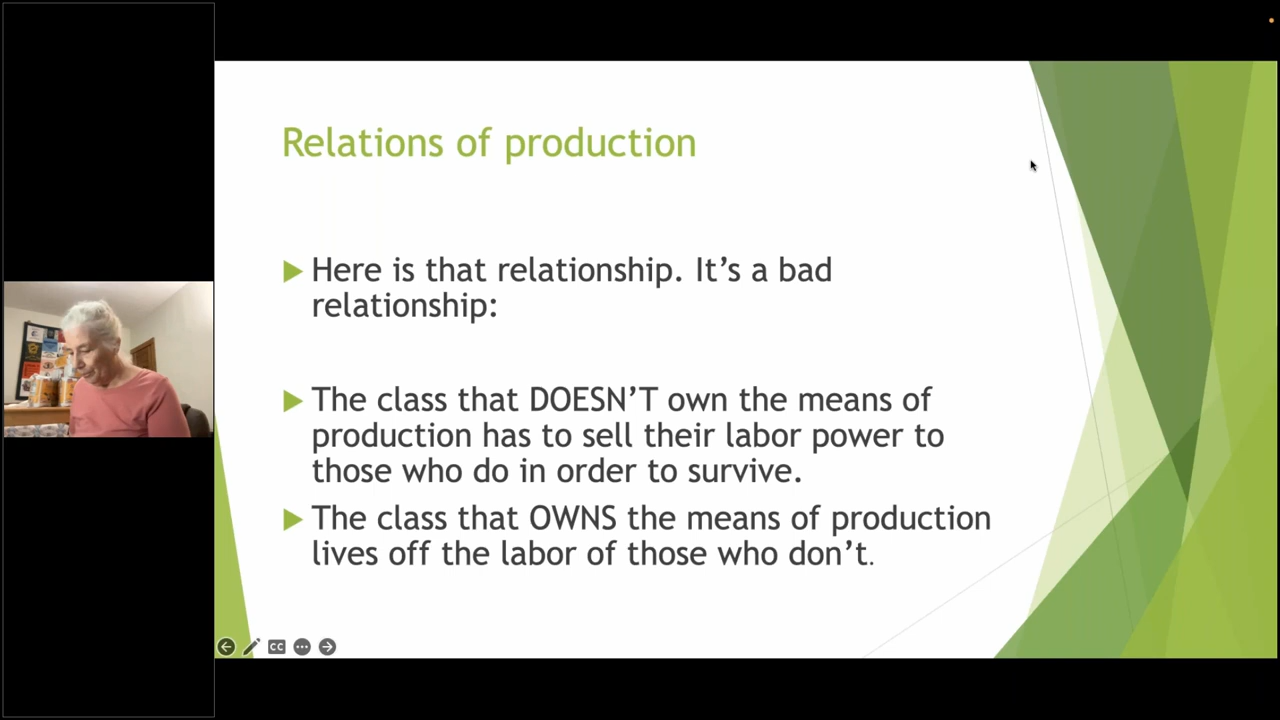 Relations of production
Here is that relationship. It’s a bad
relationship:
The class that DOESN’T own the means of
production has to sell their labor power to
those who do in order to survive.
The class that OWNS the means of production
lives off the labor of those who don’t.
CC